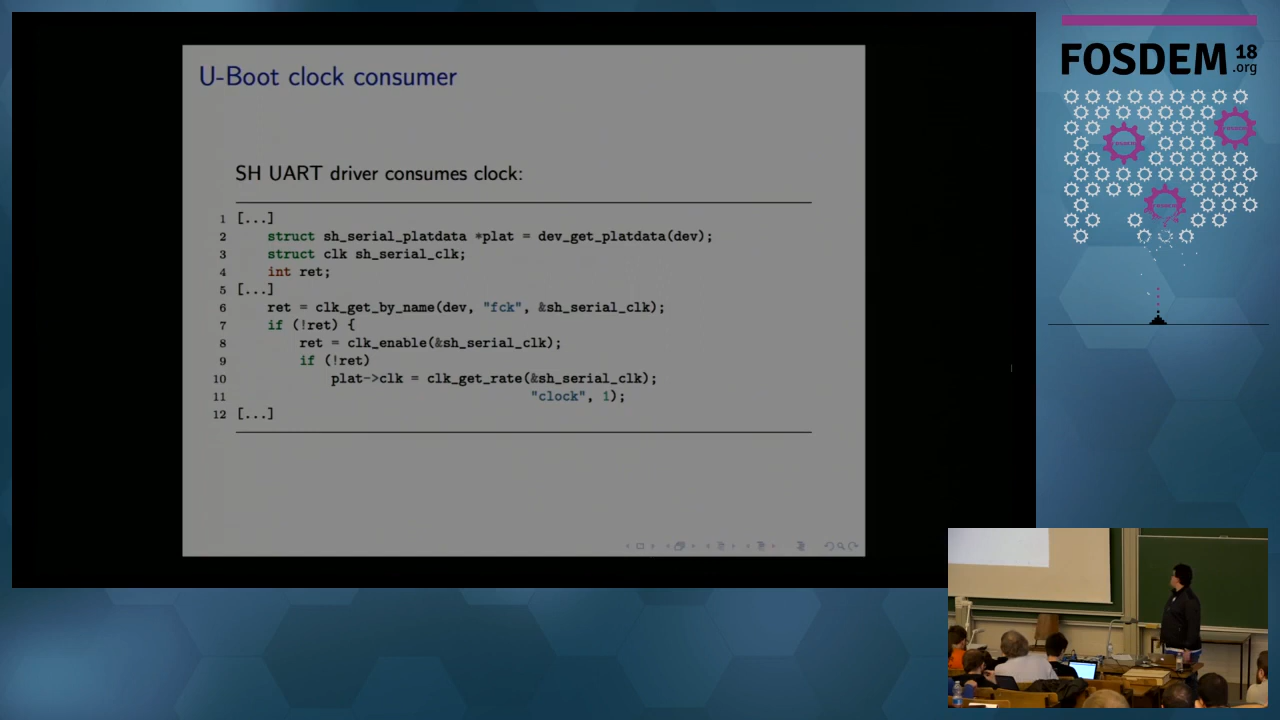 U-Boot clock consumer
SH UART driver consumes clock:
1 [...]
2 struct sh_serial_platdata *plat = dev_get_platdata(dev);
3 struct clk sh_serial_clk;
4 int ret;
5 [...]
6 ret = clk_get_by_name(dev, "fck", &sh_serial_clk);
7 if (!ret) {
8 ret = clk_enable(&sh_serial_clk);
9 if (!ret)
10 plat->clk = clk_get_rate(&sh_serial_clk);
11 "clock", 1);
12 [...]
FOSDEM 18
.org